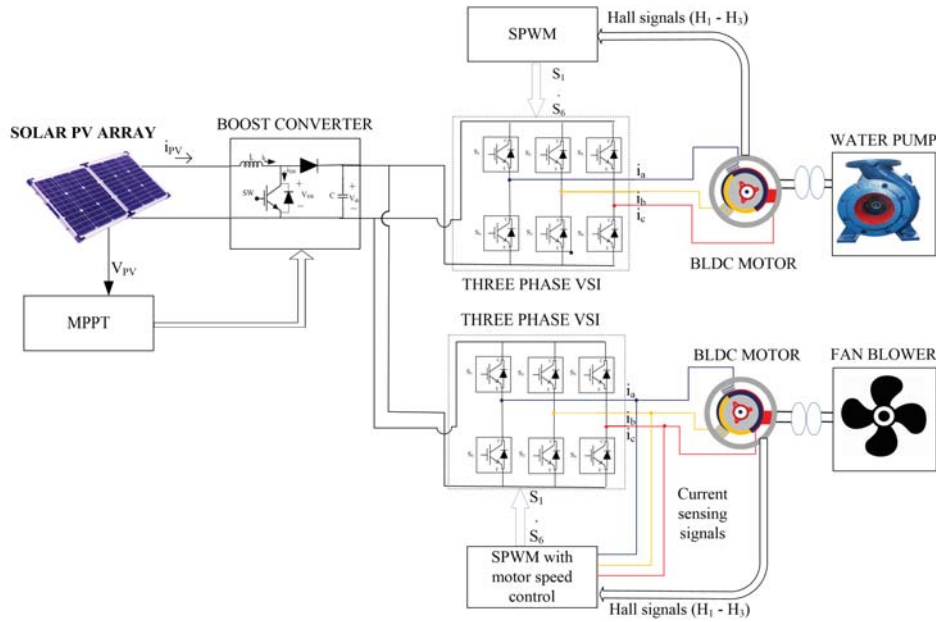 Hall signals (H1 - H3)
SPWM
S1
.
S6
SOLAR PV ARRAY
iPV
BOOST CONVERTER
L
SW
C
VPV
MPPT
ia
ib
ic
WATER PUMP
BLDC MOTOR
THREE PHASE VSI
THREE PHASE VSI
BLDC MOTOR
FAN BLOWER
ia
ib
ic
S1
.
S6
Current
sensing
signals
SPWM with
motor speed
control
Hall signals (H1 - H3)